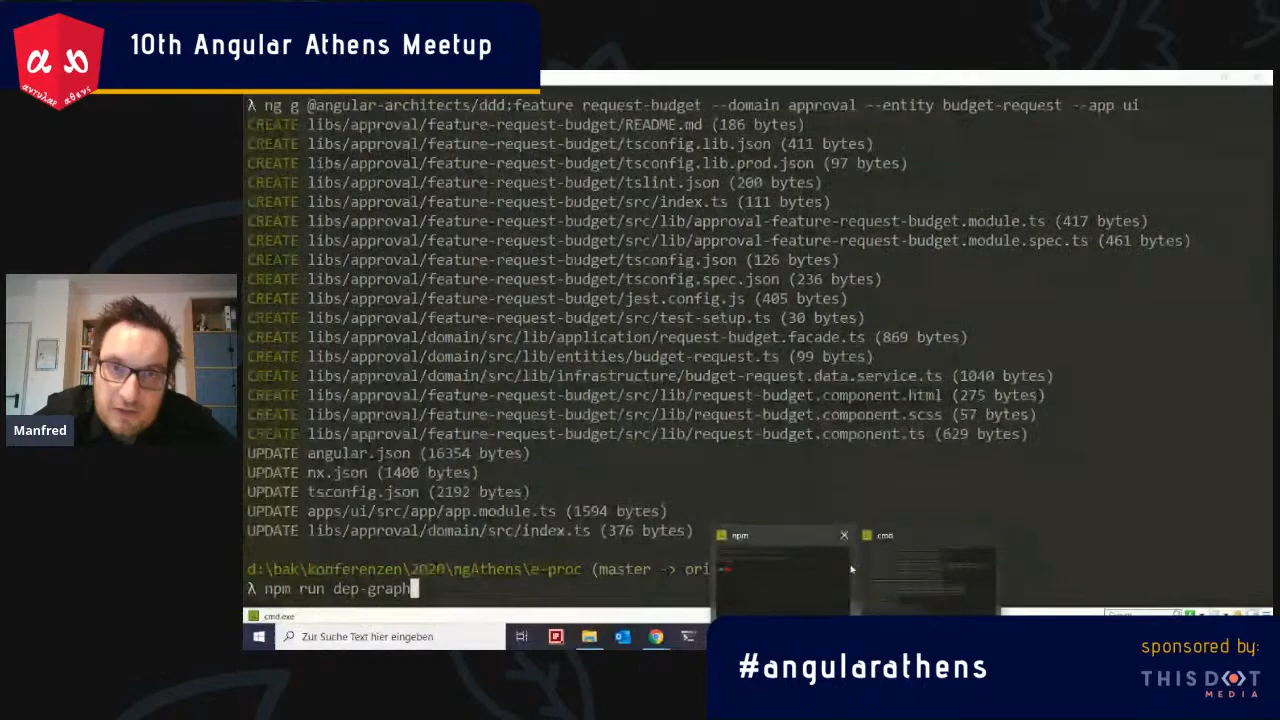 10th Angular Athens Meetup
αγγυλαρ αθενς
λ ng g @angular-architects/ddd:feature request-budget --domain approval --entity budget-request --app ui
CREATE libs/approval/feature-request-budget/README.md (186 bytes)
CREATE libs/approval/feature-request-budget/tsconfig.lib.json (411 bytes)
CREATE libs/approval/feature-request-budget/tsconfig.lib.prod.json (97 bytes)
CREATE libs/approval/feature-request-budget/tslint.json (200 bytes)
CREATE libs/approval/feature-request-budget/src/index.ts (111 bytes)
CREATE libs/approval/feature-request-budget/src/lib/approval-feature-request-budget.module.ts (417 bytes)
CREATE libs/approval/feature-request-budget/src/lib/approval-feature-request-budget.module.spec.ts (461 bytes)
CREATE libs/approval/feature-request-budget/tsconfig.json (126 bytes)
CREATE libs/approval/feature-request-budget/tsconfig.spec.json (236 bytes)
CREATE libs/approval/feature-request-budget/jest.config.js (405 bytes)
CREATE libs/approval/feature-request-budget/src/test-setup.ts (30 bytes)
CREATE libs/approval/domain/src/lib/application/request-budget.facade.ts (869 bytes)
CREATE libs/approval/domain/src/lib/entities/budget-request.ts (99 bytes)
CREATE libs/approval/domain/src/lib/infrastructure/budget-request.data.service.ts (1040 bytes)
CREATE libs/approval/feature-request-budget/src/lib/request-budget.component.html (275 bytes)
CREATE libs/approval/feature-request-budget/src/lib/request-budget.component.scss (57 bytes)
CREATE libs/approval/feature-request-budget/src/lib/request-budget.component.ts (629 bytes)
UPDATE angular.json (16354 bytes)
UPDATE nx.json (1400 bytes)
UPDATE tsconfig.json (2192 bytes)
UPDATE apps/ui/src/app/app.module.ts (1594 bytes)
UPDATE libs/approval/domain/src/index.ts (376 bytes)
d:\bak\konferenzen\2020\ngAthens\e-proc (master -> ori
λ npm run dep-graph
npm
cmd
cmd.exe
Zur Suche Text hier eingeben
Manfred
#angularathens
sponsored by:
THIS DOT
MEDIA